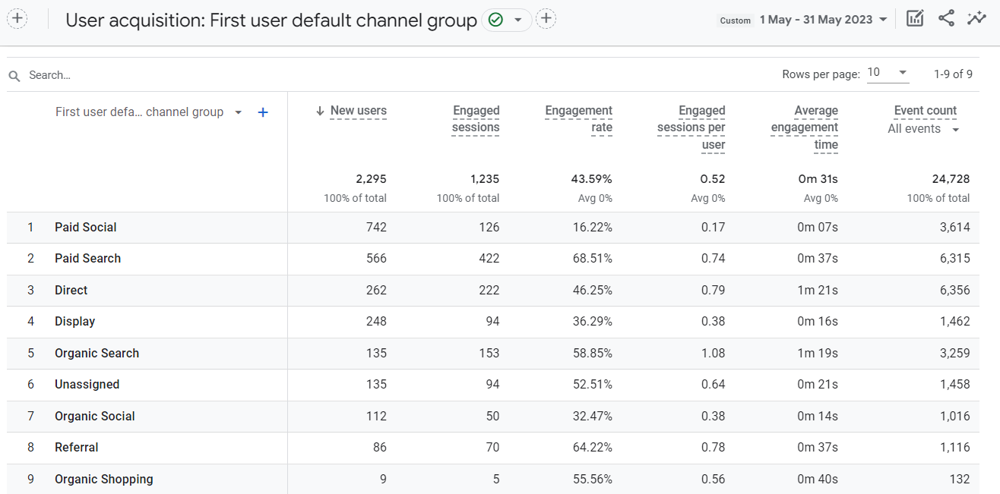 User acquisition: First user default channel group
Custom 1 May - 31 May 2023
Search...
Rows per page: 10 1-9 of 9
First user defa... channel group
New users
Engaged sessions
Engagement rate
Engaged sessions per user
Average engagement time
Event count
All events
2,295 1,235 43.59% 0.52 0m 31s 24,728
100% of total 100% of total Avg 0% Avg 0% Avg 0% 100% of total
1 Paid Social 742 126 16.22% 0.17 0m 07s 3,614
2 Paid Search 566 422 68.51% 0.74 0m 37s 6,315
3 Direct 262 222 46.25% 0.79 1m 21s 6,356
4 Display 248 94 36.29% 0.38 0m 16s 1,462
5 Organic Search 135 153 58.85% 1.08 1m 19s 3,259
6 Unassigned 135 94 52.51% 0.64 0m 21s 1,458
7 Organic Social 112 50 32.47% 0.38 0m 14s 1,016
8 Referral 86 70 64.22% 0.78 0m 37s 1,116
9 Organic Shopping 9 5 55.56% 0.56 0m 40s 132